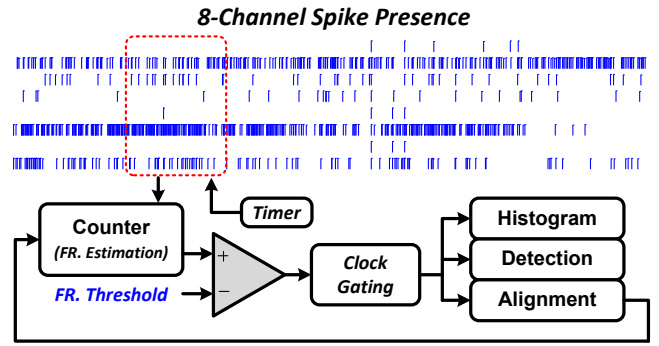 8-Channel Spike Presence
Timer
Counter
(FR. Estimation)
FR. Threshold
+
−
Clock
Gating
Histogram
Detection
Alignment